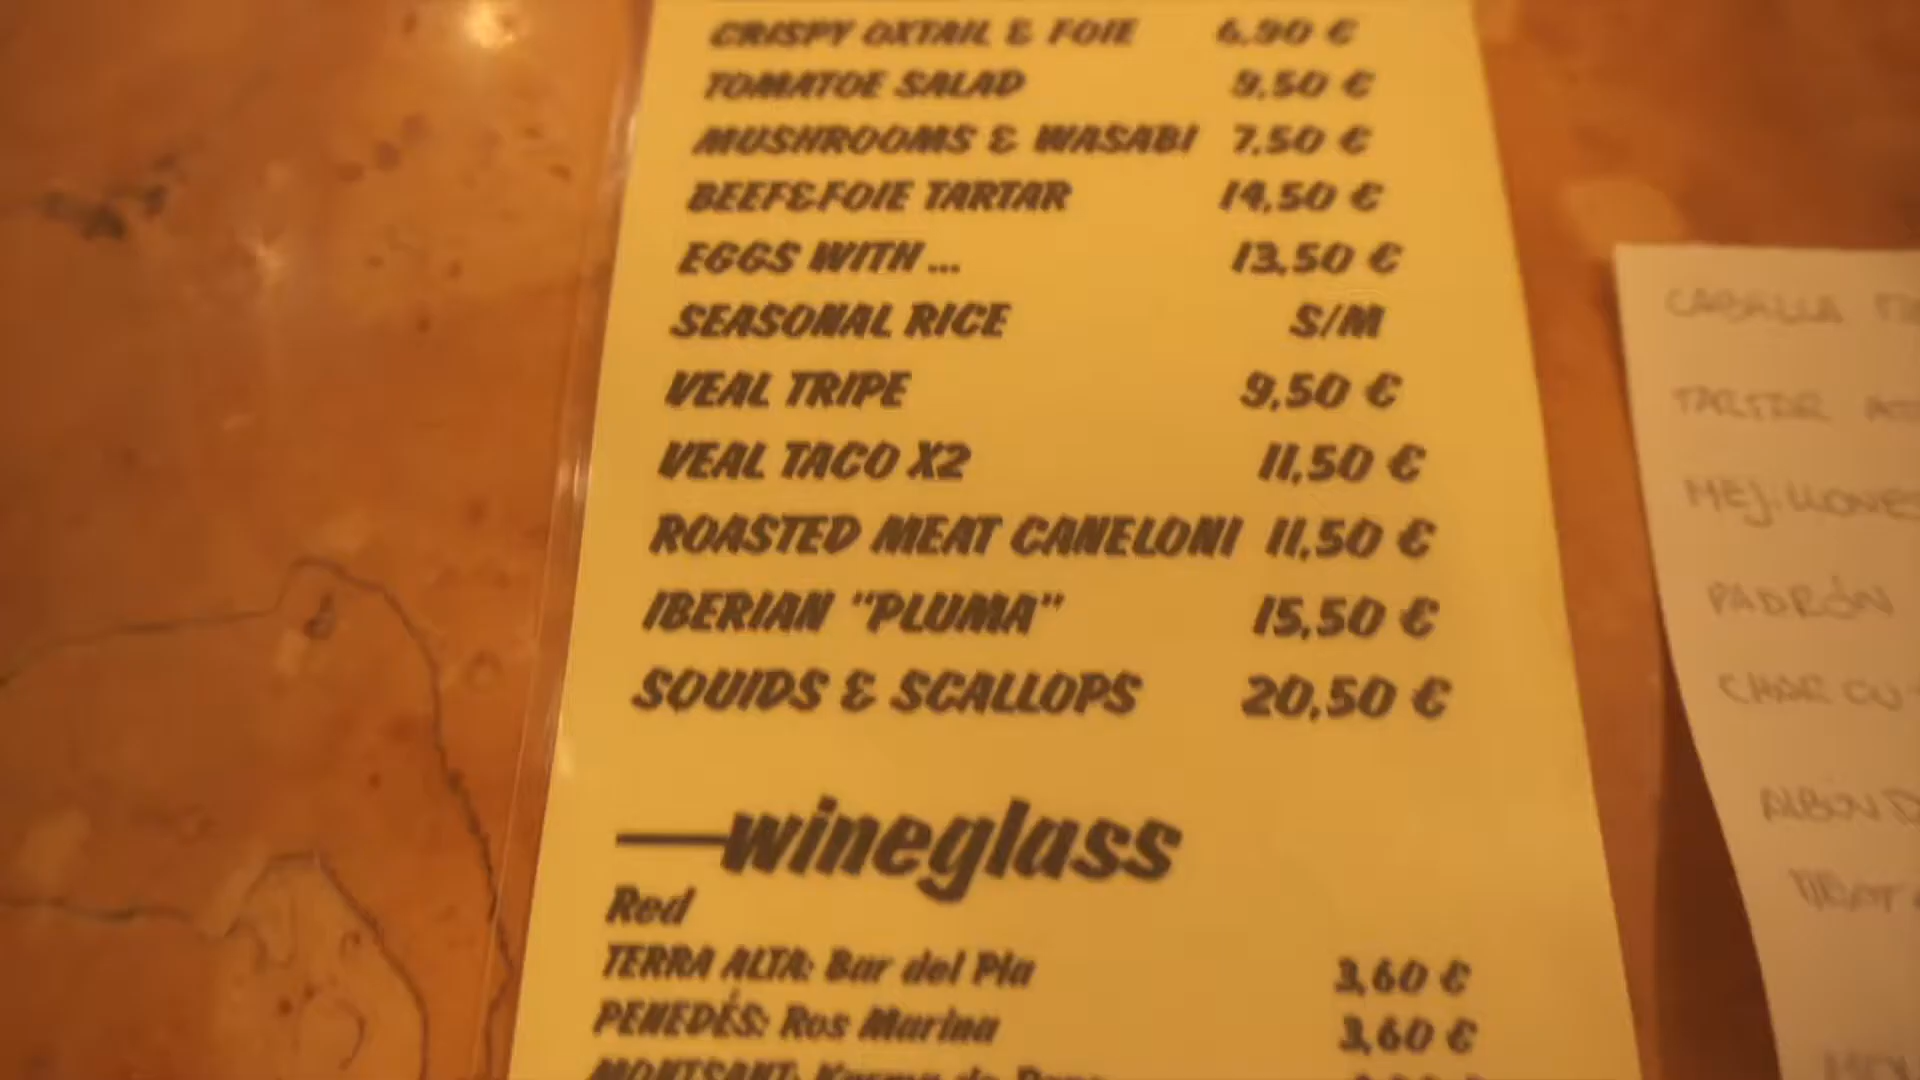 CRISPY OXTAIL & FOIE 6.90 €
TOMATOE SALAD 9,50 €
MUSHROOMS & WASABI 7.50 €
BEEF&FOIE TARTAR 14,50 €
EGGS WITH ... 13,50 €
SEASONAL RICE S/M
VEAL TRIPE 9,50 €
VEAL TACO X2 11,50 €
ROASTED MEAT CANELONI 11,50 €
IBERIAN "PLUMA" 15,50 €
SQUIDS & SCALLOPS 20,50 €
wineglass
Red
TERRA ALTA: Bar del Pla 3,60 €
PENEDÉS: Ros Marina 3,60 €
MONTSANT:
CABALLA
TARTAR
MEJILLONES
PADRÓN